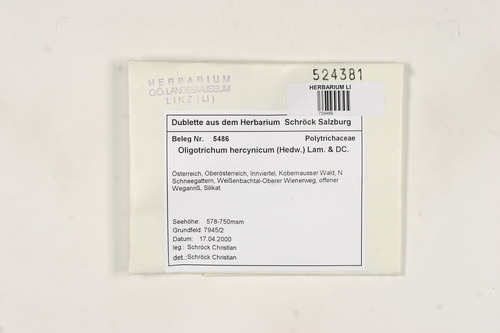 HERBARIUM
O.Ö. LANDESMUSEUM
LINZ (LI)
524381
HERBARIUM LI
Dublette aus dem Herbarium Schröck Salzburg
Beleg Nr. 5486 Polytrichaceae
Oligotrichum hercynicum (Hedw.) Lam. & DC.
Österreich, Oberösterreich, Innviertel, Kobernausser Wald, N
Schneegattern, Weißenbachtal-Oberer Wienerweg, offener
Weganriß, Silikat.
Seehöhe: 578-750msm
Grundfeld: 7945/2
Datum: 17.04.2000
leg.: Schröck Christian
det.: Schröck Christian